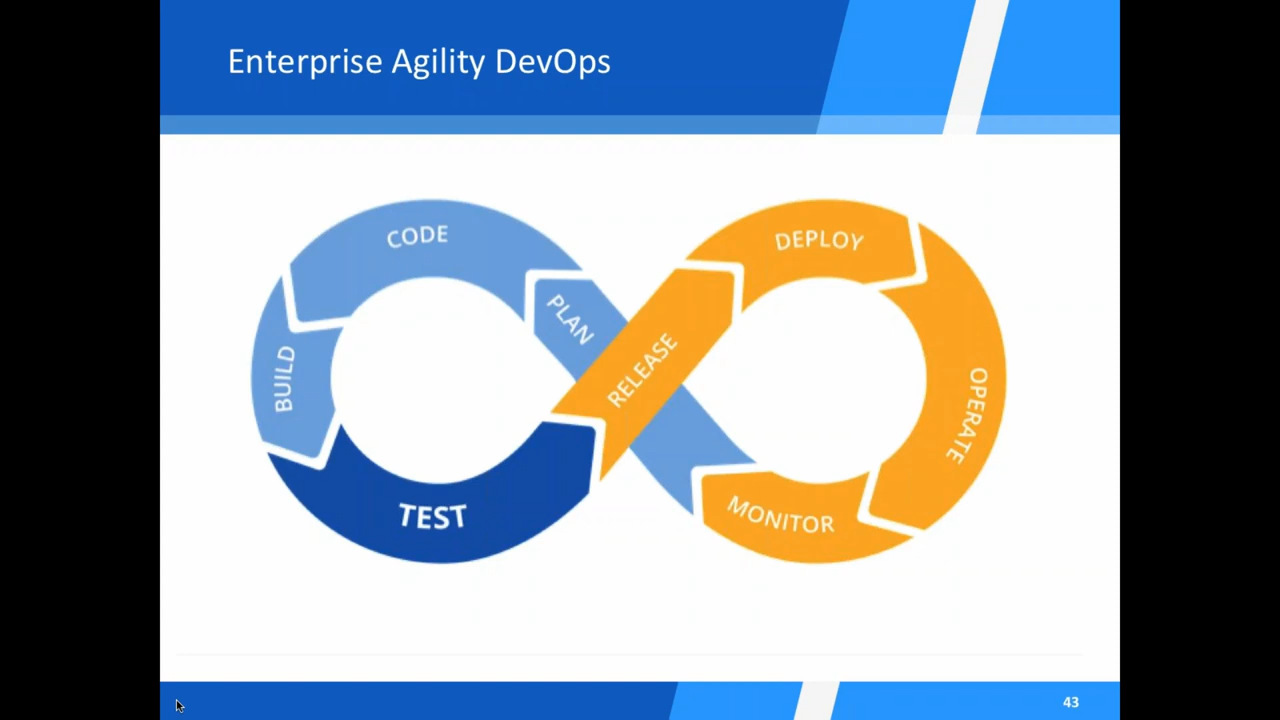 Enterprise Agility DevOps
CODE
DEPLOY
PLAN
RELEASE
BUILD
OPERATE
TEST
MONITOR
43